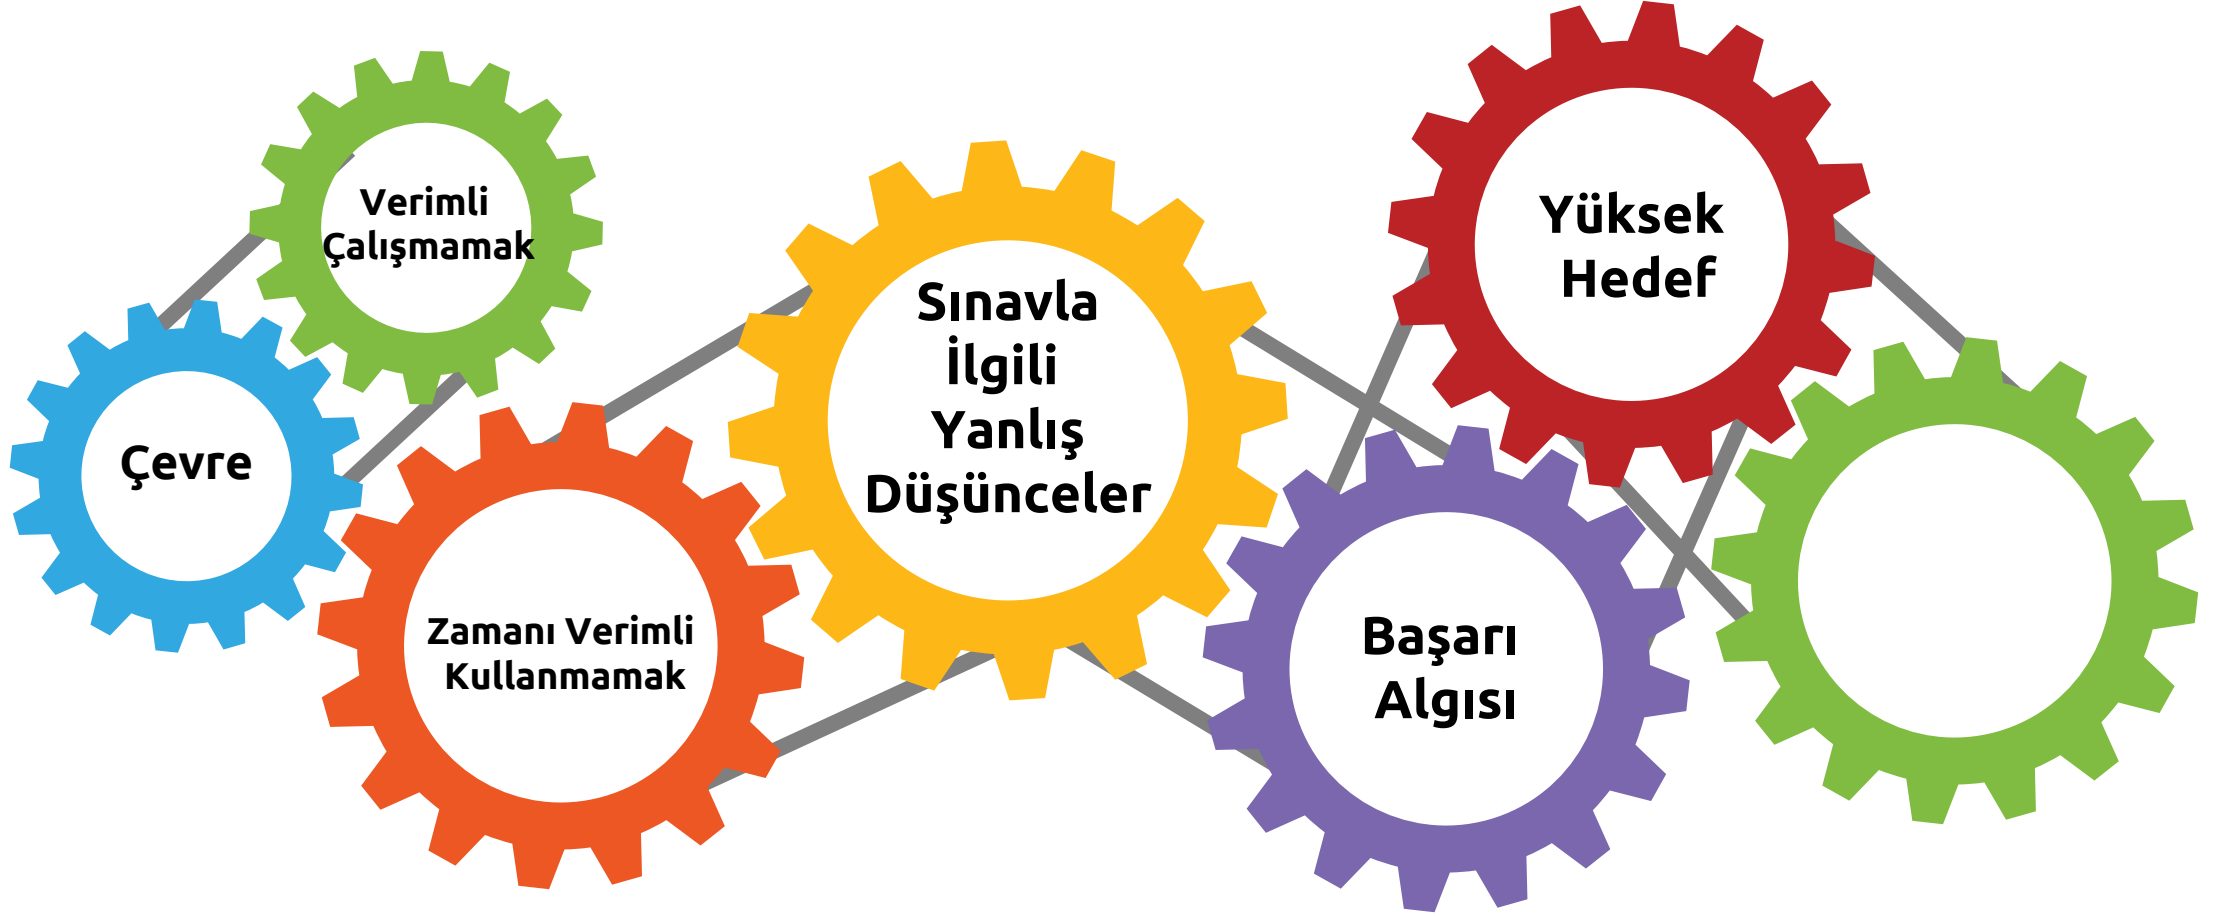 Verimli
Çalışmamak
Çevre
Zamanı Verimli
Kullanmamak
Sınavla
İlgili
Yanlış
Düşünceler
Yüksek
Hedef
Başarı
Algısı